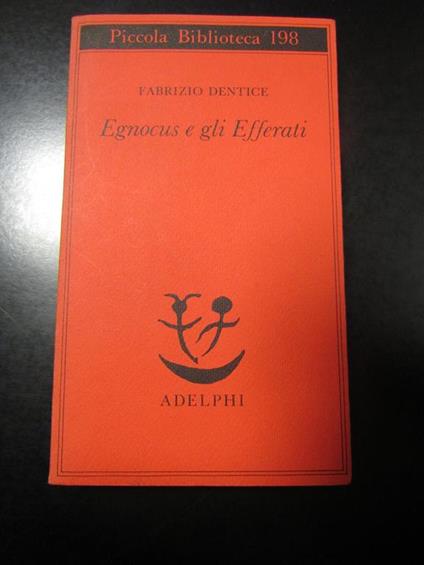 Piccola Biblioteca 198
FABRIZIO DENTICE
Egnocus e gli Efferati
ADELPHI